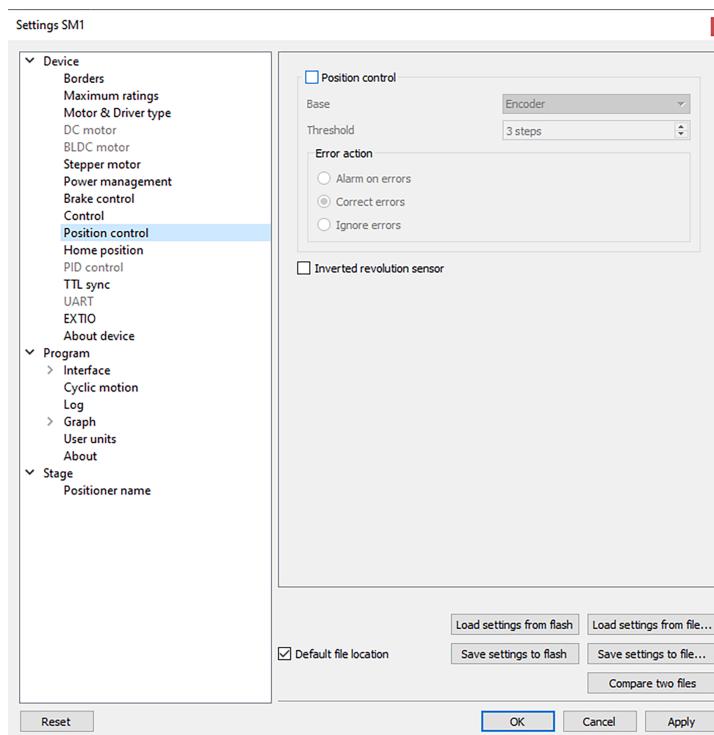 Settings SM1
Device
Borders
Maximum ratings
Motor & Driver type
DC motor
BLDC motor
Stepper motor
Power management
Brake control
Control
Position control
Home position
PID control
TTL sync
UART
EXTIO
About device
Program
Interface
Cyclic motion
Log
Graph
User units
About
Stage
Positioner name
Position control
Base
Encoder
Threshold
3 steps
Error action
Alarm on errors
Correct errors
Ignore errors
Inverted revolution sensor
Load settings from flash
Load settings from file...
Default file location
Save settings to flash
Save settings to file...
Compare two files
Reset
OK
Cancel
Apply